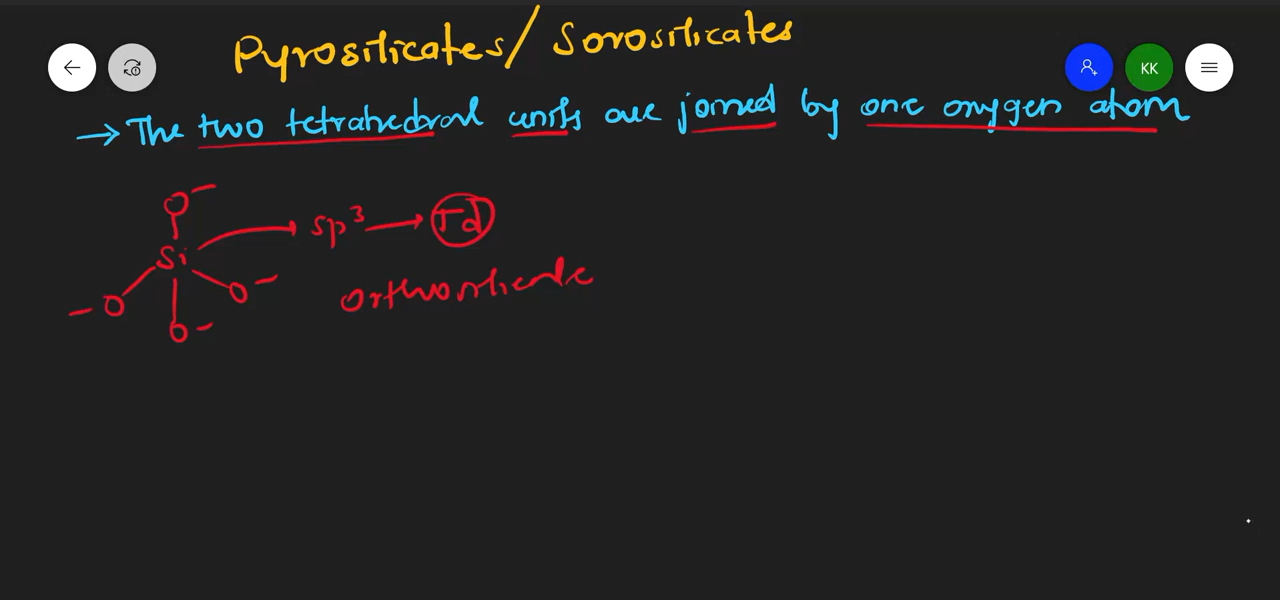 Pyrosilicates/ Sorosilicates
KK
→ The two tetrahedral units are joined by one oxygen atom
O⁻
Si → sp³ → Td
⁻O O⁻
O⁻
Orthosilicate